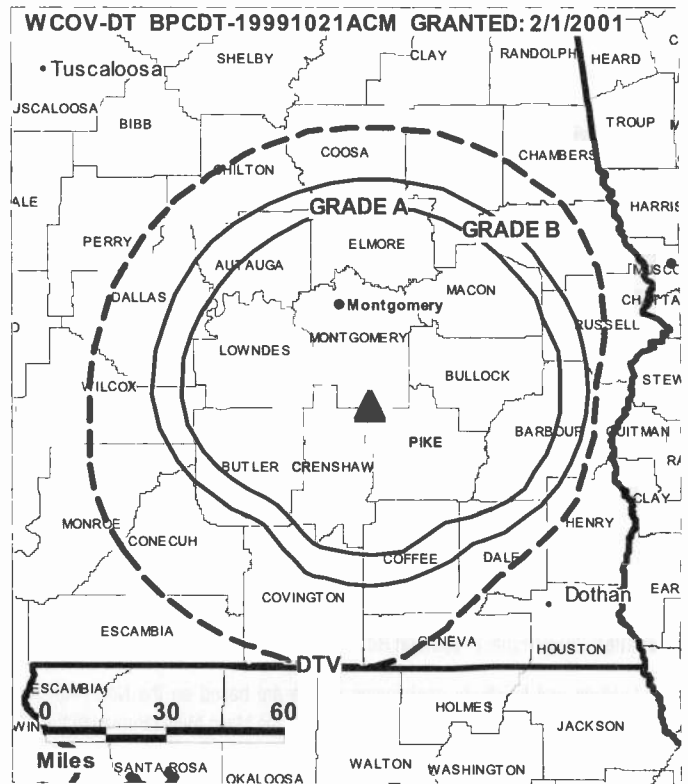 WCOV-DT BPCDT-19991021ACM GRANTED: 2/1/2001
SHELBY
CLAY
RANDOLPH
HEARD
C
Tuscaloosa
USCALOOSA
BIBB
TROUP
M
COOSA
CHAMBERS
CHILTON
ALE
HARRIS
GRADE A
GRADE B
PERRY
ELMORE
AUTAUGA
MUSCO
DALLAS
MACON
CHATTA
Montgomery
RUSSELL
D
MONTGOMERY
LOWNDES
BULLOCK
STEW
WILCOX
PIKE
BARBOUR
QUITMAN
BUTLER
CRENSHAW
RA
CLAY
MONROE
HENRY
CONECUH
COFFEE
DALE
Dothan
EAR
COVINGTON
ESCAMBIA
GENEVA
HOUSTON
DTV
ESCAMBIA
0 30 60
HOLMES
WIN
JACKSON
Miles
SANTA ROSA
OKALOOSA
WALTON
WASHINGTON